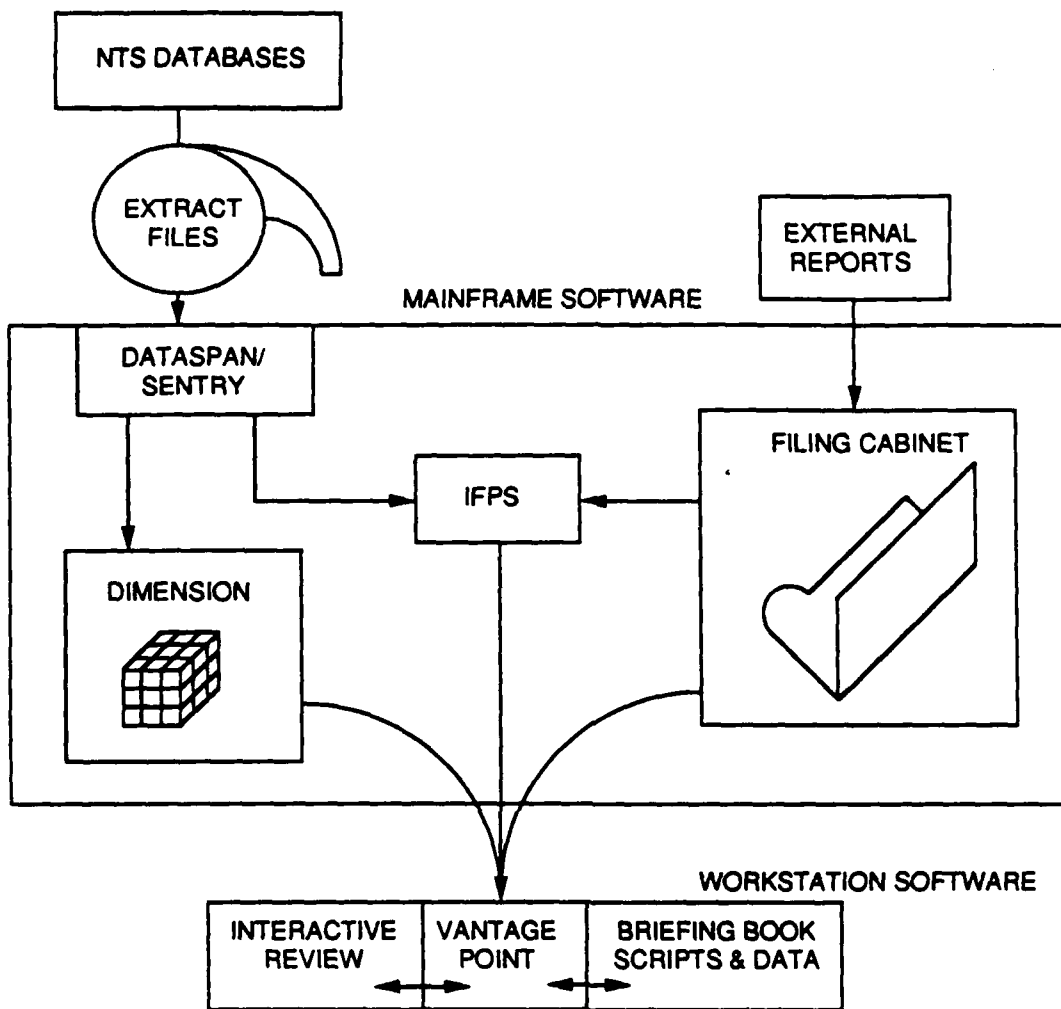 NTS DATABASES
EXTRACT
FILES
EXTERNAL
REPORTS
MAINFRAME SOFTWARE
DATASPAN/
SENTRY
FILING CABINET
IFPS
DIMENSION
WORKSTATION SOFTWARE
INTERACTIVE
REVIEW
VANTAGE
POINT
BRIEFING BOOK
SCRIPTS & DATA